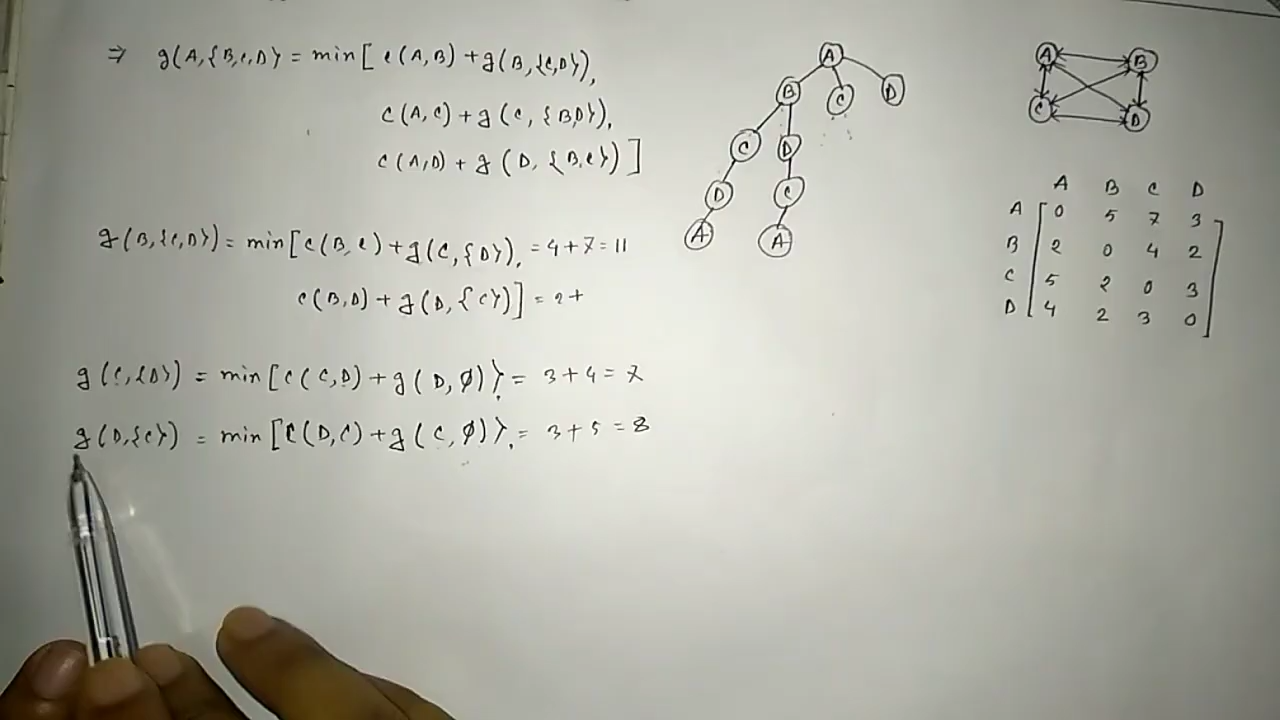 ⇒ g(A,{B,C,D} = min[ c(A,B) + g(B,{C,D}),
c(A,C) + g(C, {B,D}),
c(A,D) + g(D, {B,C}) ]
g(B,{C,D}) = min[c(B,C) + g(C,{D}), = 4+7=11
c(B,D) + g(D,{C})] = 2+
g(C,{D}) = min[c(C,D) + g(D,∅)}, = 3+4=7
g(D,{C}) = min[c(D,C) + g(C,∅)}, = 3+5=8
A
B C D
C D
D C
A A
A B
C D
A B C D
A 0 5 7 3
B 2 0 4 2
C 5 2 0 3
D 4 2 3 0